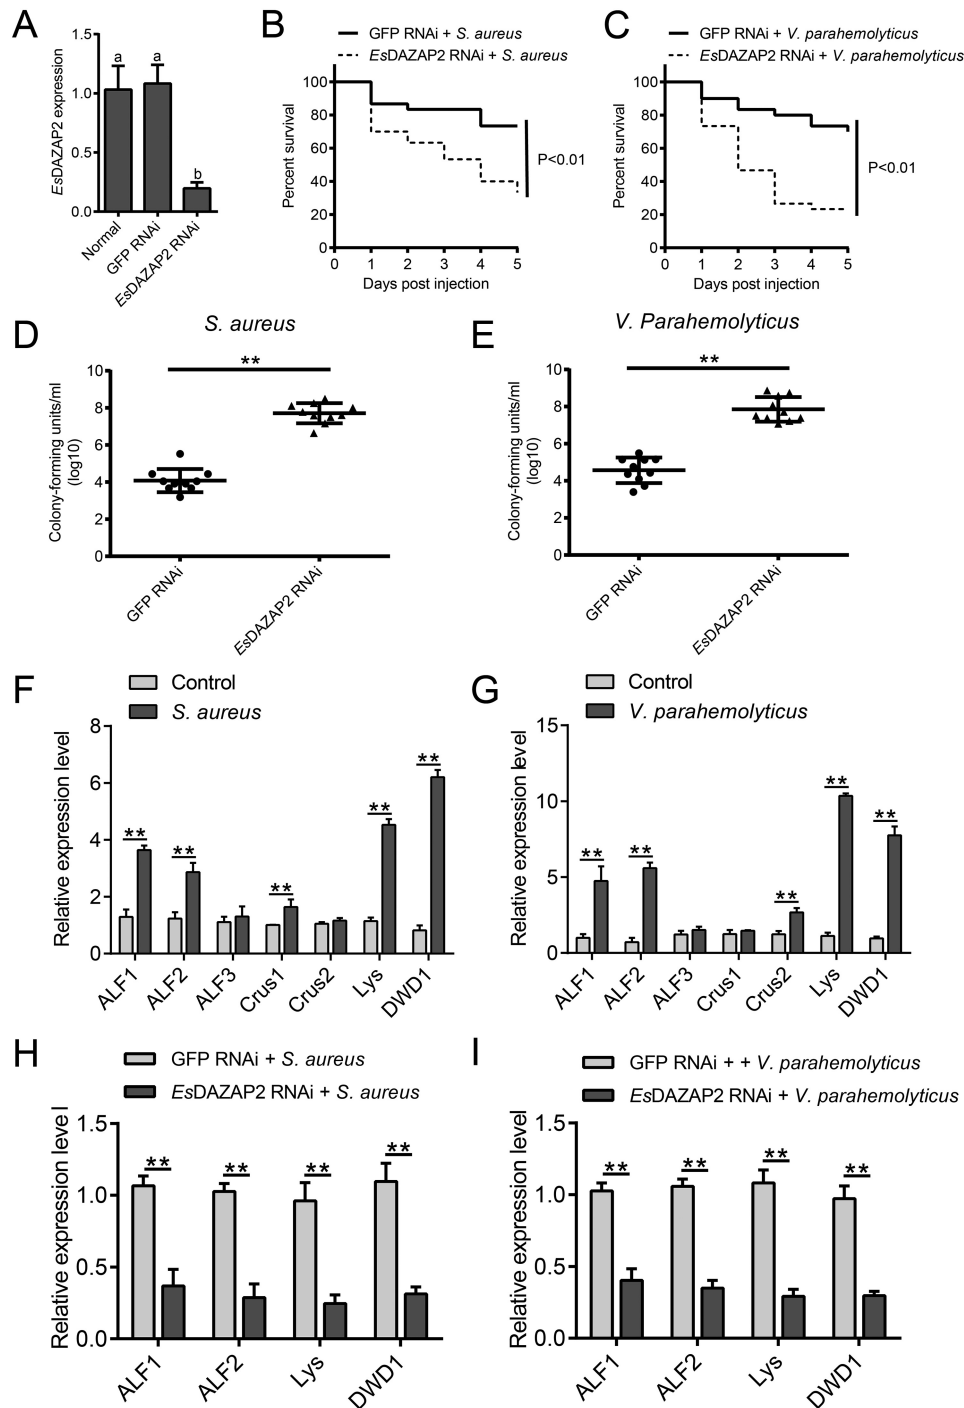 A
EsDAZAP2 expression
1.5
1.0
0.5
0.0
a
a
b
Normal
GFP RNAi
EsDAZAP2 RNAi
B
GFP RNAi + S. aureus
EsDAZAP2 RNAi + S. aureus
Percent survival
100
80
60
40
20
0
P<0.01
0 1 2 3 4 5
Days post injection
C
GFP RNAi + V. parahemolyticus
EsDAZAP2 RNAi + V. parahemolyticus
Percent survival
100
80
60
40
20
0
P<0.01
0 1 2 3 4 5
Days post injection
D
S. aureus
Colony-forming units/ml
(log10)
10
8
6
4
2
0
**
GFP RNAi
EsDAZAP2 RNAi
E
V. Parahemolyticus
Colony-forming units/ml
(log10)
10
8
6
4
2
0
**
GFP RNAi
EsDAZAP2 RNAi
F
Control
S. aureus
Relative expression level
8
6
4
2
0
** ** ** ** **
ALF1 ALF2 ALF3 Crus1 Crus2 Lys DWD1
G
Control
V. parahemolyticus
Relative expression level
15
10
5
0
** ** ** ** **
ALF1 ALF2 ALF3 Crus1 Crus2 Lys DWD1
H
GFP RNAi + S. aureus
EsDAZAP2 RNAi + S. aureus
Relative expression level
1.5
1.0
0.5
0.0
** ** ** **
ALF1 ALF2 Lys DWD1
I
GFP RNAi + + V. parahemolyticus
EsDAZAP2 RNAi + V. parahemolyticus
Relative expression level
1.5
1.0
0.5
0.0
** ** ** **
ALF1 ALF2 Lys DWD1